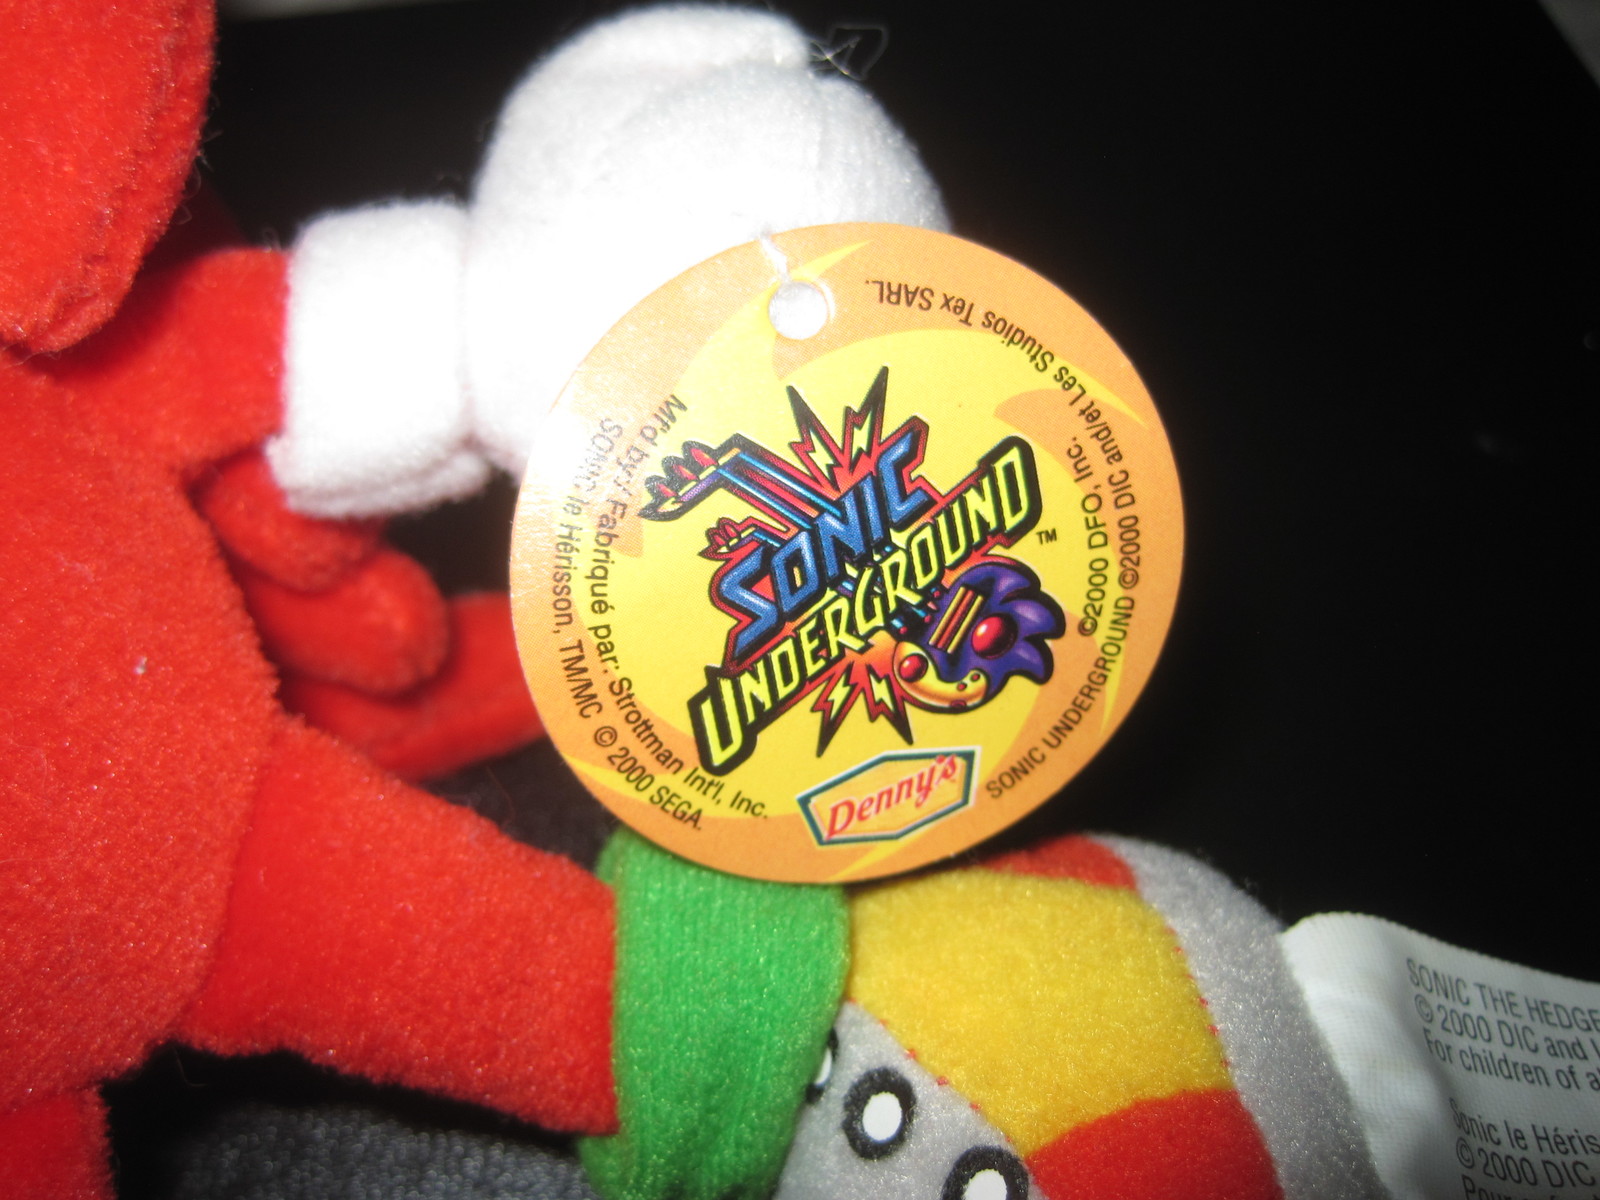 SONIC
UNDERGROUND
TM
Denny's
Mf'd by: / Fabriqué par: Strottman Int'l, Inc.
SONIC le Hérisson, TM/MC © 2000 SEGA.
©2000 DFO, Inc.
SONIC UNDERGROUND ©2000 DIC and/et Les Studios Tex SARL.
SONIC THE HEDGE
© 2000 DIC and
For children of
Sonic le Héris
© 2000 DIC